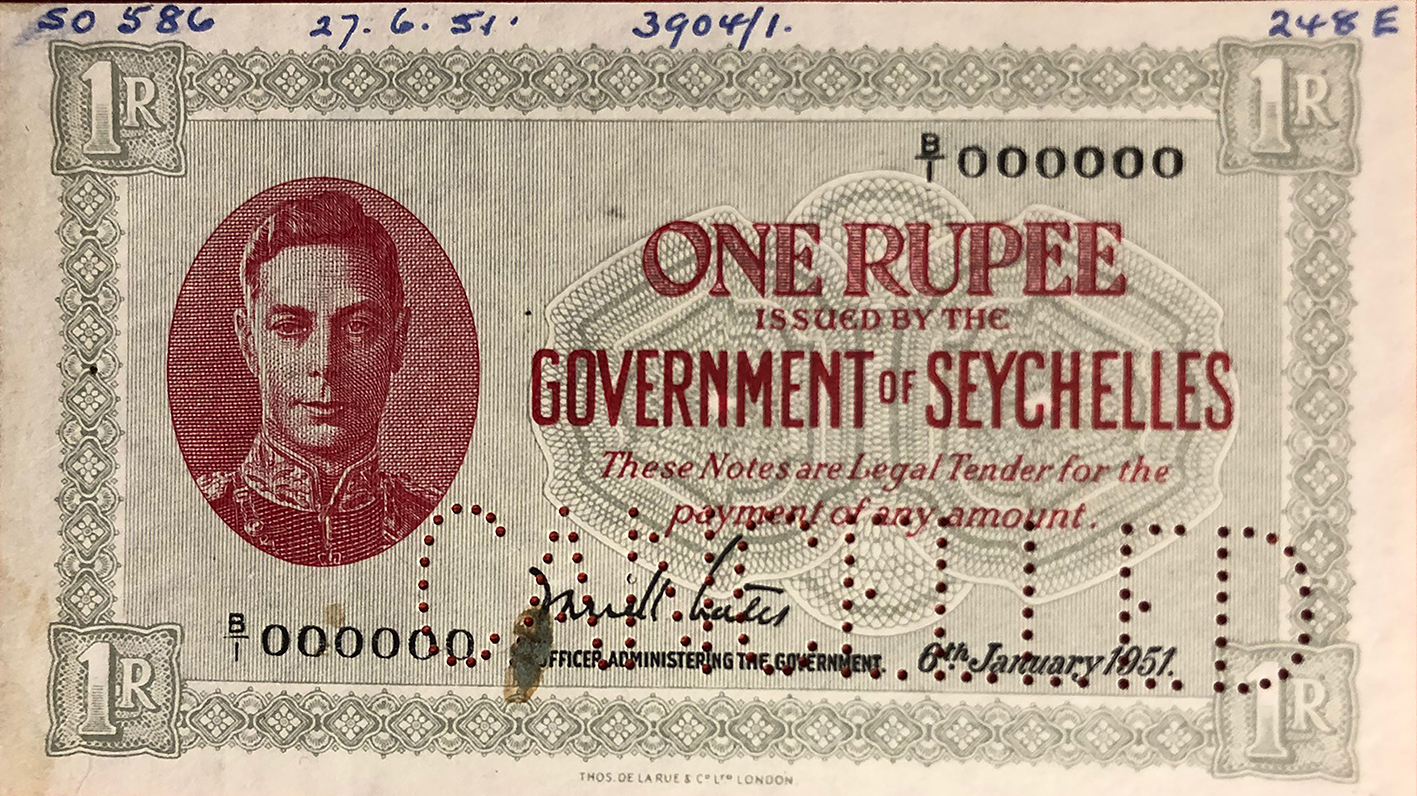 SO 586 27. 6. 51. 3904/1. 248 E
1R 1R
B/1 000000
ONE RUPEE
ISSUED BY THE
GOVERNMENT OF SEYCHELLES
These Notes are Legal Tender for the
payment of any amount.
CANCELLED
B/1 000000
OFFICER ADMINISTERING THE GOVERNMENT. 6th January 1951.
1R 1R
THOS. DE LA RUE & Co LTD LONDON.